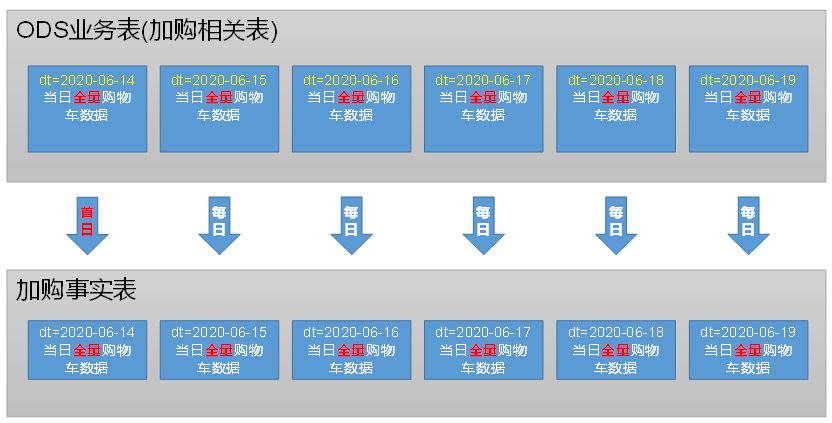 ODS业务表(加购相关表)
dt=2020-06-14
当日全量购物
车数据
dt=2020-06-15
当日全量购物
车数据
dt=2020-06-16
当日全量购物
车数据
dt=2020-06-17
当日全量购物
车数据
dt=2020-06-18
当日全量购物
车数据
dt=2020-06-19
当日全量购物
车数据
首
日
每
日
每
日
每
日
每
日
每
日
加购事实表
dt=2020-06-14
当日全量购物
车数据
dt=2020-06-15
当日全量购物
车数据
dt=2020-06-16
当日全量购物
车数据
dt=2020-06-17
当日全量购物
车数据
dt=2020-06-18
当日全量购物
车数据
dt=2020-06-19
当日全量购物
车数据